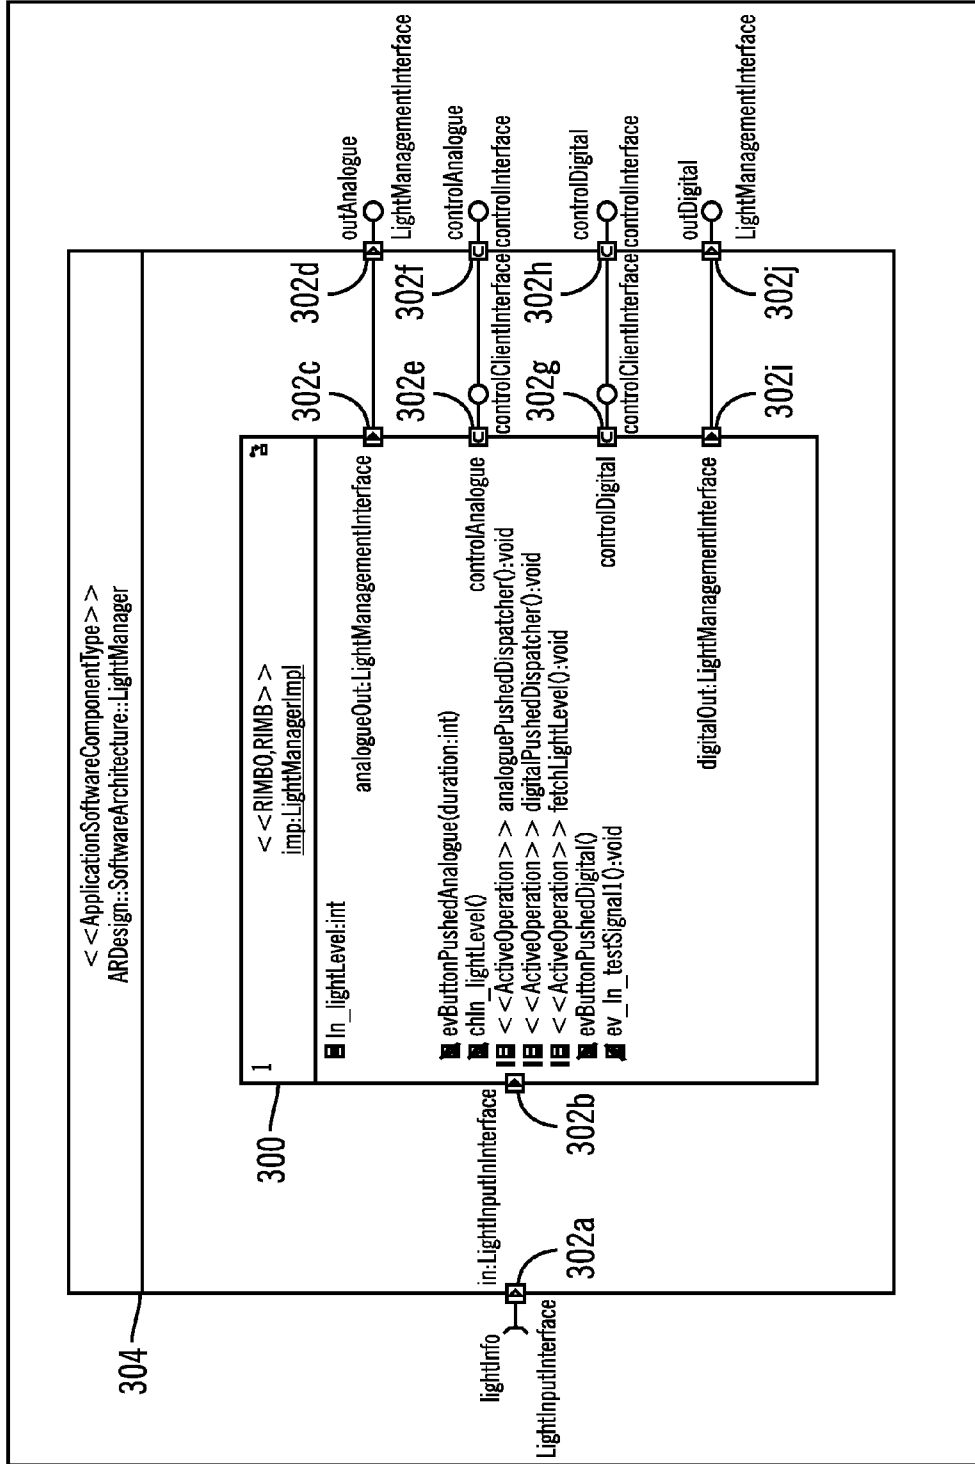 <<ApplicationSoftwareComponentType>>
ARDesign::SoftwareArchitecture::LightManager
304
1
<<RIMBO,RIMB>>
imp:LightManagerImpl
300
In_lightLevel:int
analogueOut:LightManagementInterface
evButtonPushedAnalogue(duration:int)
chIn_lightLevel()
controlAnalogue
<<ActiveOperation>> analoguePushedDispatcher():void
<<ActiveOperation>> digitalPushedDispatcher():void
<<ActiveOperation>> fetchLightLevel():void
evButtonPushedDigital()
controlDigital
ev_In_testSignal1():void
digitalOut:LightManagementInterface
lightInfo
LightInputInterface
302a
in:LightInputInInterface
302b
302c
302d
outAnalogue
LightManagementInterface
302e
302f
controlAnalogue
controlClientInterface
controlInterface
302g
302h
controlDigital
controlClientInterface
controlInterface
302i
302j
outDigital
LightManagementInterface